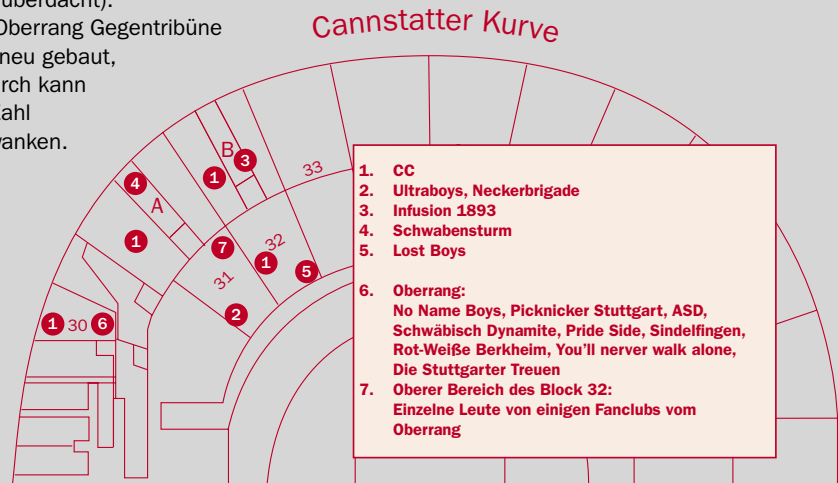 überdacht).
Oberrang Gegentribüne
neu gebaut,
rch kann
ahl
wanken.
Cannstatter Kurve
33
B
3
1
4
A
1
7
32
1
5
31
2
1 30 6
1. CC
2. Ultraboys, Neckerbrigade
3. Infusion 1893
4. Schwabensturm
5. Lost Boys
6. Oberrang:
No Name Boys, Picknicker Stuttgart, ASD,
Schwäbisch Dynamite, Pride Side, Sindelfingen,
Rot-Weiße Berkheim, You'll nerver walk alone,
Die Stuttgarter Treuen
7. Oberer Bereich des Block 32:
Einzelne Leute von einigen Fanclubs vom
Oberrang